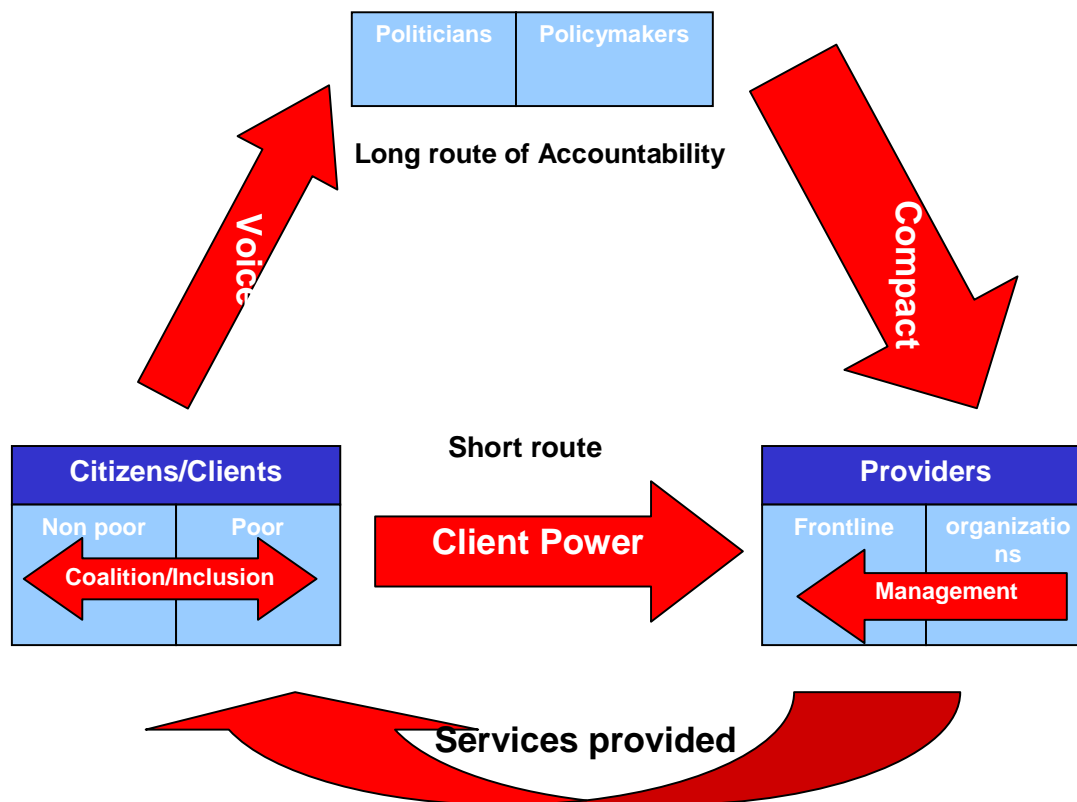 Politicians
Policymakers
Long route of Accountability
Voice
Compact
Short route
Citizens/Clients
Non poor
Poor
Coalition/Inclusion
Client Power
Providers
Frontline
organizatio
ns
Management
Services provided